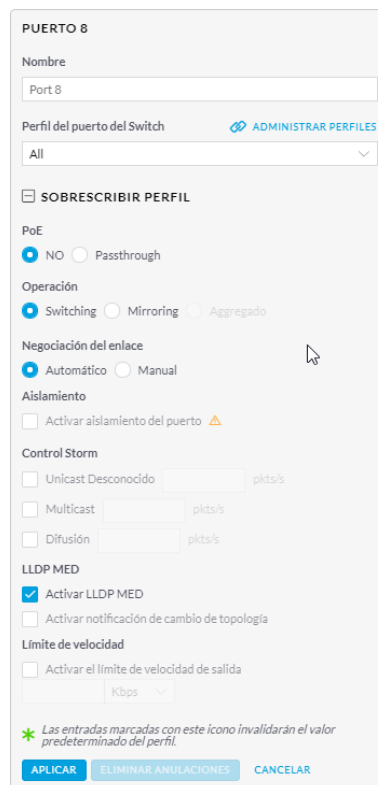 PUERTO 8
Nombre
Port 8
Perfil del puerto del Switch ADMINISTRAR PERFILES
All
SOBRESCRIBIR PERFIL
PoE
NO Passthrough
Operación
Switching Mirroring Aggregado
Negociación del enlace
Automático Manual
Aislamiento
Activar aislamiento del puerto
Control Storm
Unicast Desconocido pkts/s
Multicast pkts/s
Difusión pkts/s
LLDP MED
Activar LLDP MED
Activar notificación de cambio de topología
Límite de velocidad
Activar el límite de velocidad de salida
Kbps
Las entradas marcadas con este icono invalidarán el valor
predeterminado del perfil.
APLICAR ELIMINAR ANULACIONES CANCELAR